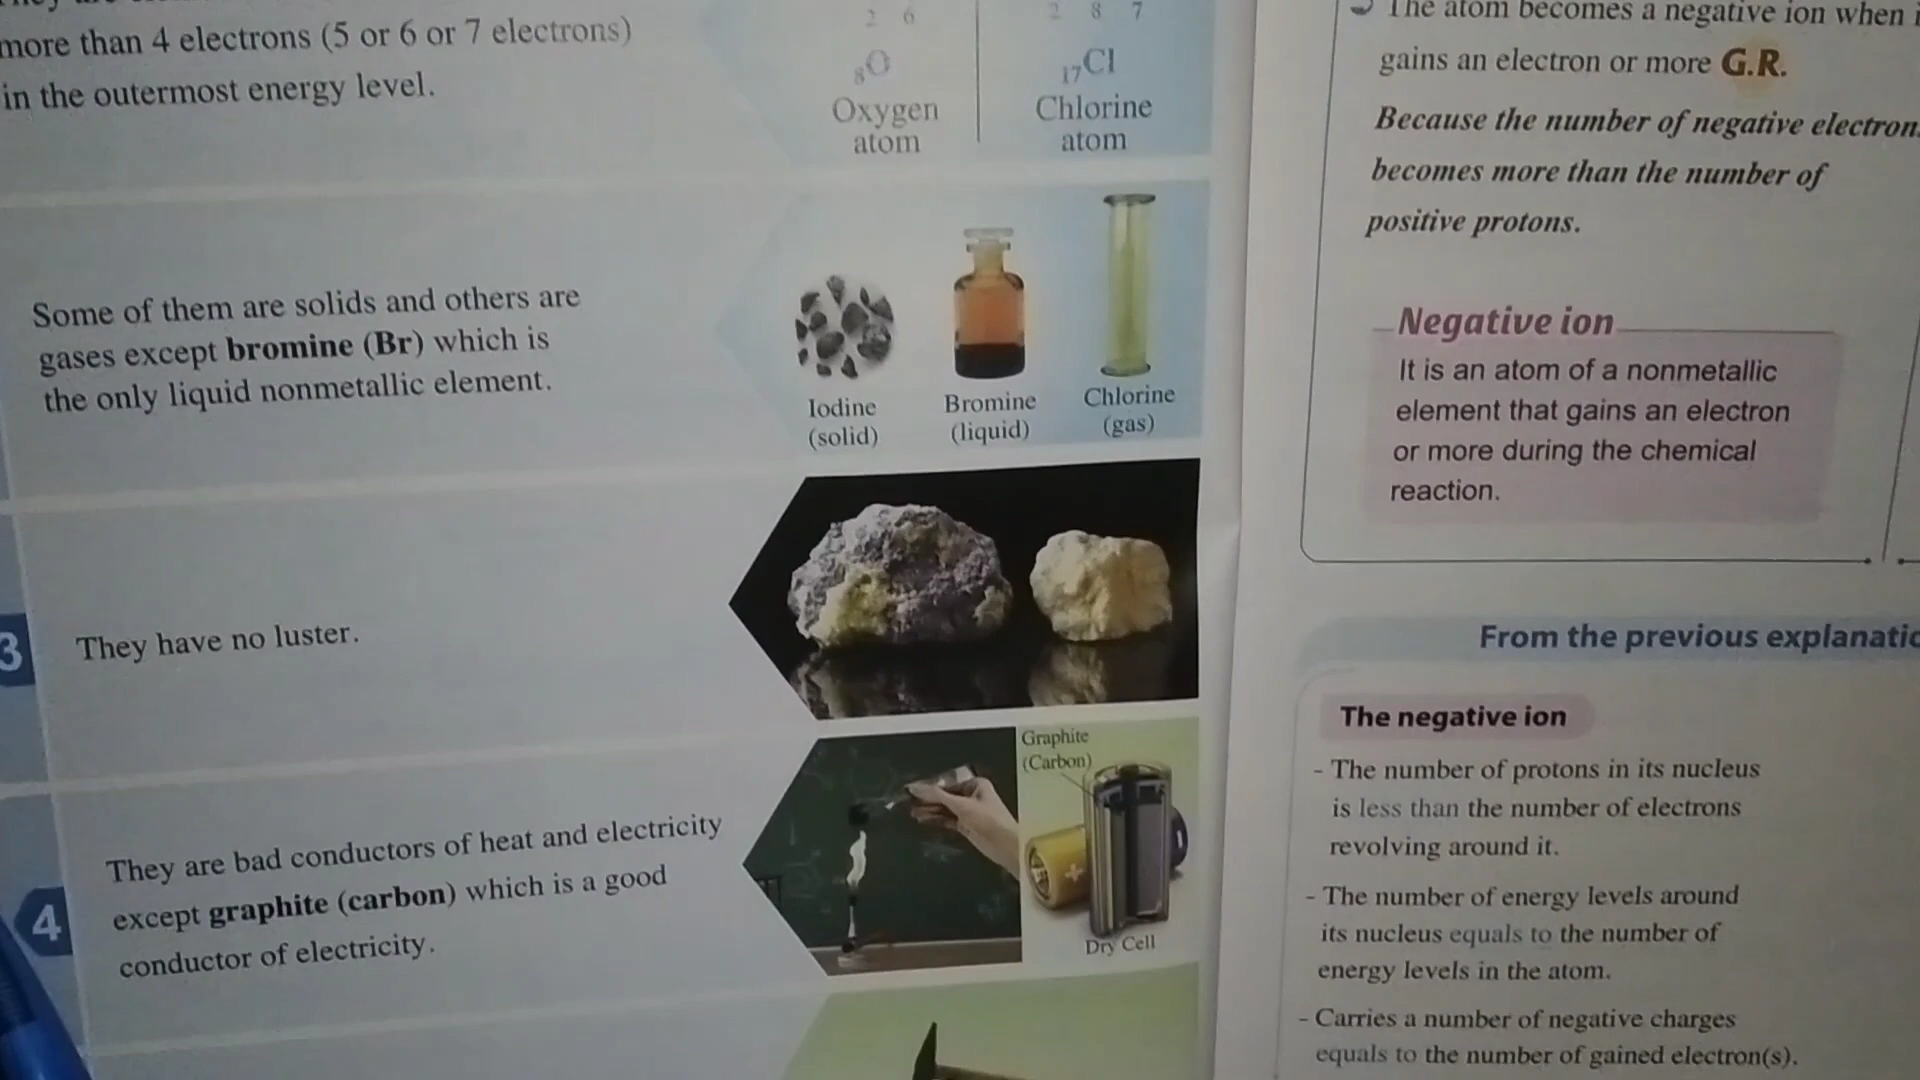 more than 4 electrons (5 or 6 or 7 electrons)
in the outermost energy level.
2 6
8O
Oxygen
atom
2 8 7
17Cl
Chlorine
atom
Some of them are solids and others are
gases except bromine (Br) which is
the only liquid nonmetallic element.
Iodine
(solid)
Bromine
(liquid)
Chlorine
(gas)
3
They have no luster.
4
They are bad conductors of heat and electricity
except graphite (carbon) which is a good
conductor of electricity.
Graphite
(Carbon)
Dry Cell
The atom becomes a negative ion when
gains an electron or more G.R.
Because the number of negative electron
becomes more than the number of
positive protons.
Negative ion
It is an atom of a nonmetallic
element that gains an electron
or more during the chemical
reaction.
From the previous explanatio
The negative ion
- The number of protons in its nucleus
is less than the number of electrons
revolving around it.
- The number of energy levels around
its nucleus equals to the number of
energy levels in the atom.
- Carries a number of negative charges
equals to the number of gained electron(s).